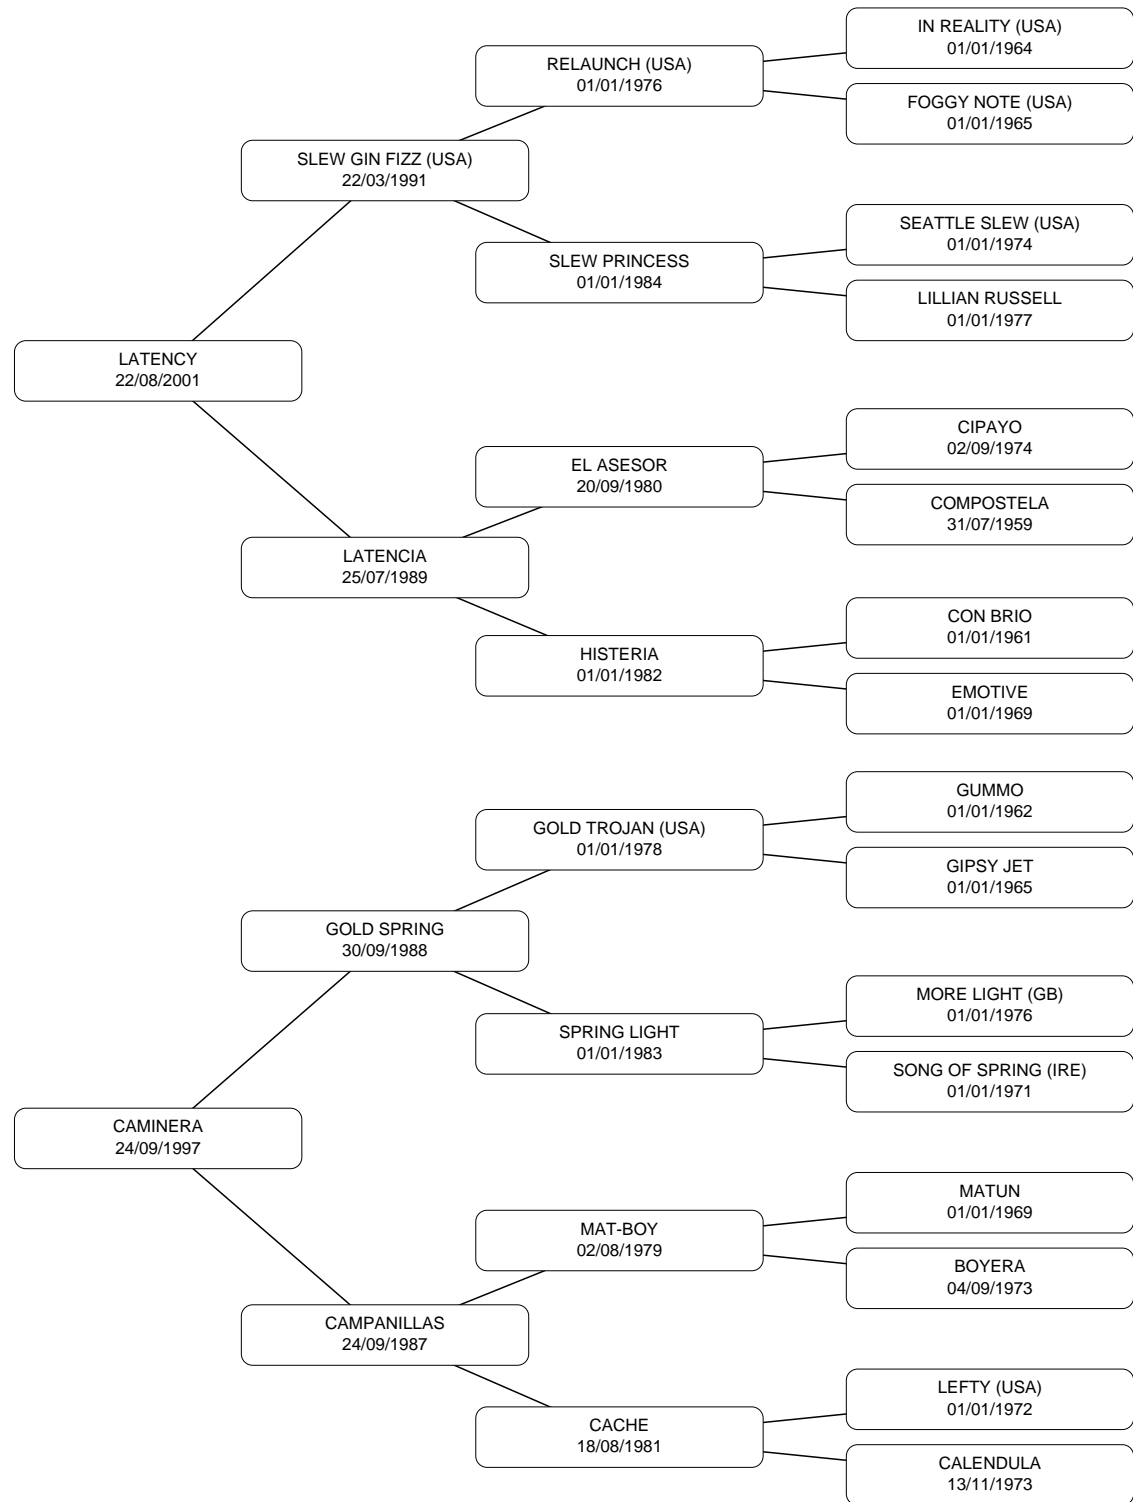 IN REALITY (USA)
01/01/1964
RELAUNCH (USA)
01/01/1976
FOGGY NOTE (USA)
01/01/1965
SLEW GIN FIZZ (USA)
22/03/1991
SEATTLE SLEW (USA)
01/01/1974
SLEW PRINCESS
01/01/1984
LILLIAN RUSSELL
01/01/1977
LATENCY
22/08/2001
CIPAYO
02/09/1974
EL ASESOR
20/09/1980
COMPOSTELA
31/07/1959
LATENCIA
25/07/1989
CON BRIO
01/01/1961
HISTERIA
01/01/1982
EMOTIVE
01/01/1969
GUMMO
01/01/1962
GOLD TROJAN (USA)
01/01/1978
GIPSY JET
01/01/1965
GOLD SPRING
30/09/1988
MORE LIGHT (GB)
01/01/1976
SPRING LIGHT
01/01/1983
SONG OF SPRING (IRE)
01/01/1971
CAMINERA
24/09/1997
MATUN
01/01/1969
MAT-BOY
02/08/1979
BOYERA
04/09/1973
CAMPANILLAS
24/09/1987
LEFTY (USA)
01/01/1972
CACHE
18/08/1981
CALENDULA
13/11/1973